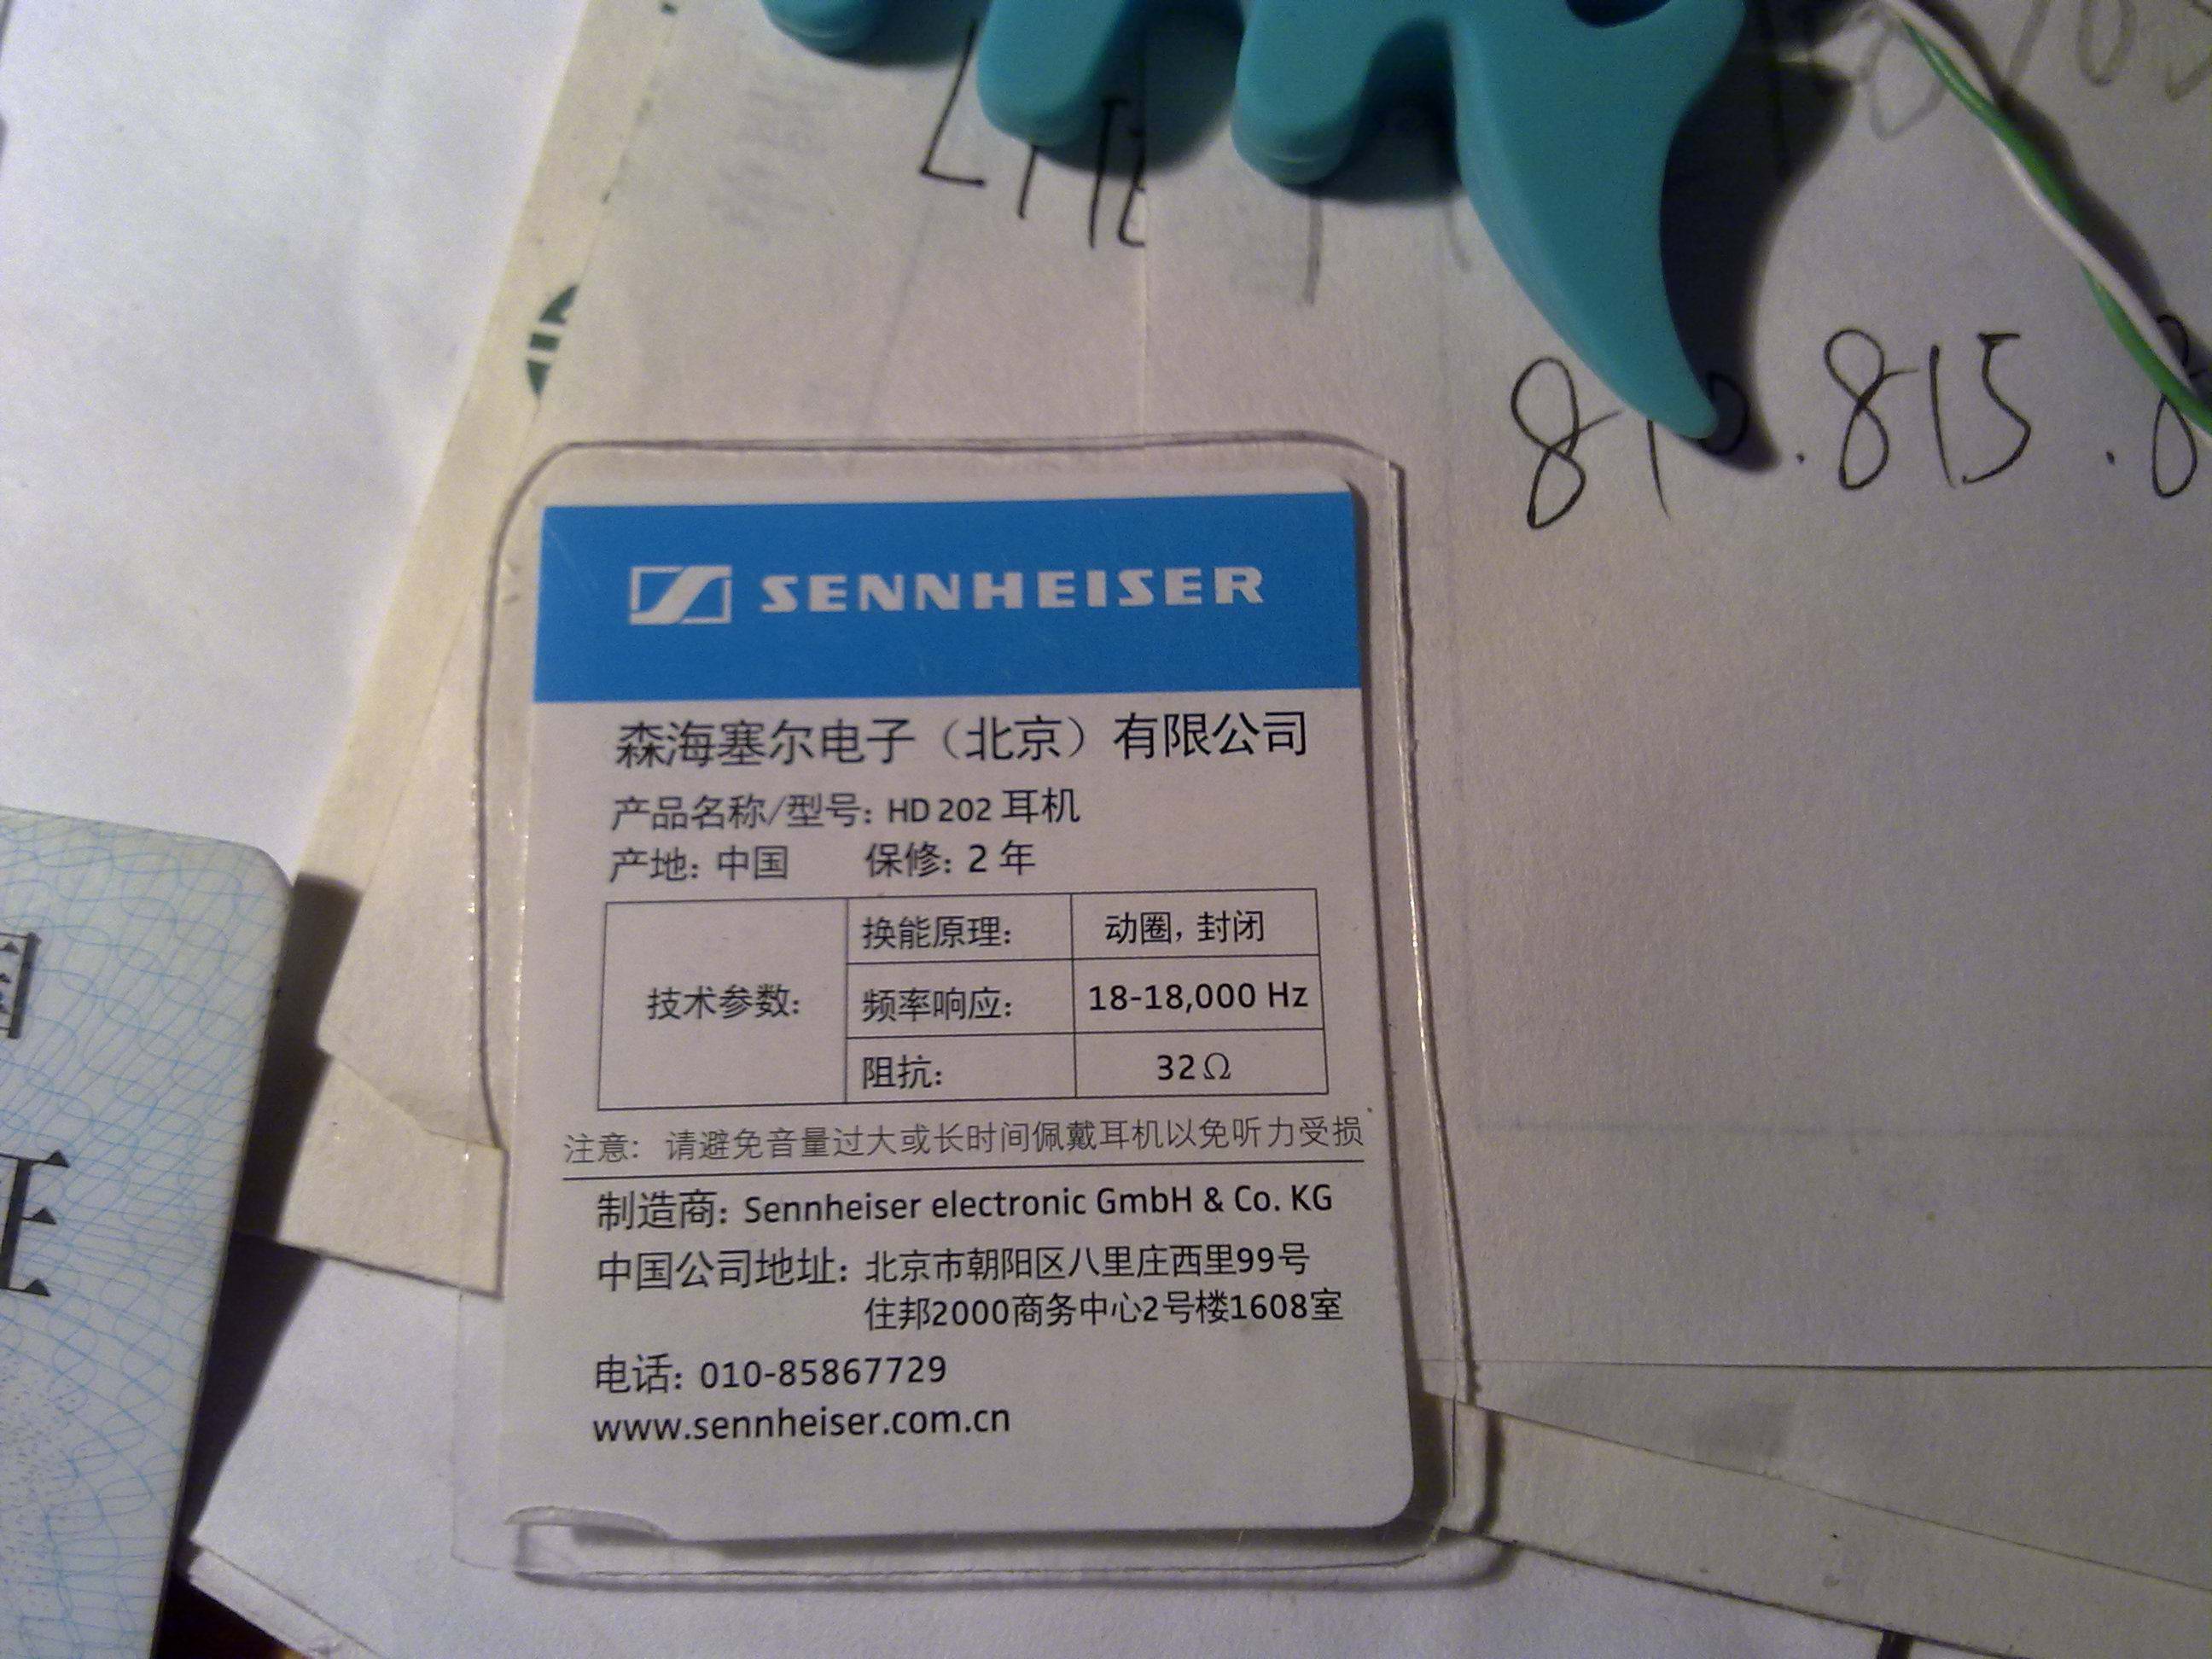 LTE
810.815.8
SENNHEISER
森海塞尔电子（北京）有限公司
产品名称/型号: HD 202 耳机
产地: 中国 保修: 2 年
技术参数:
换能原理: 动圈, 封闭
频率响应: 18-18,000 Hz
阻抗: 32Ω
注意: 请避免音量过大或长时间佩戴耳机以免听力受损
制造商: Sennheiser electronic GmbH & Co. KG
中国公司地址: 北京市朝阳区八里庄西里99号
住邦2000商务中心2号楼1608室
电话: 010-85867729
www.sennheiser.com.cn